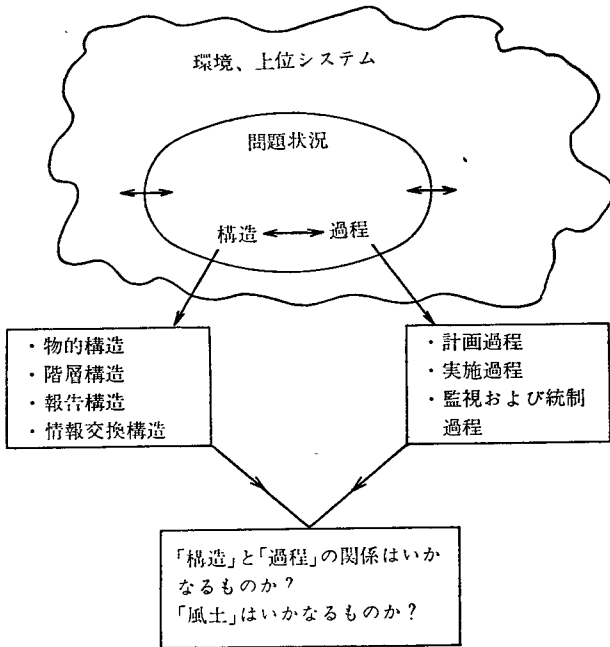 環境、上位システム
問題状況
構造
過程
・物的構造
・階層構造
・報告構造
・情報交換構造
・計画過程
・実施過程
・監視および統制
過程
「構造」と「過程」の関係はいか
なるものか？
「風土」はいかなるものか？